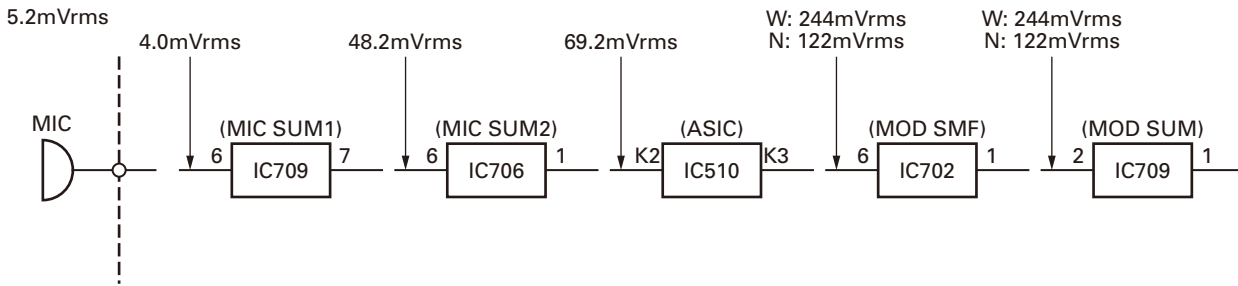 5.2mVrms
W: 244mVrms
N: 122mVrms
W: 244mVrms
N: 122mVrms
4.0mVrms
48.2mVrms
69.2mVrms
MIC
(MIC SUM1)
(MIC SUM2)
(ASIC)
(MOD SMF)
(MOD SUM)
6 IC709 7
6 IC706 1
K2 IC510 K3
6 IC702 1
2 IC709 1